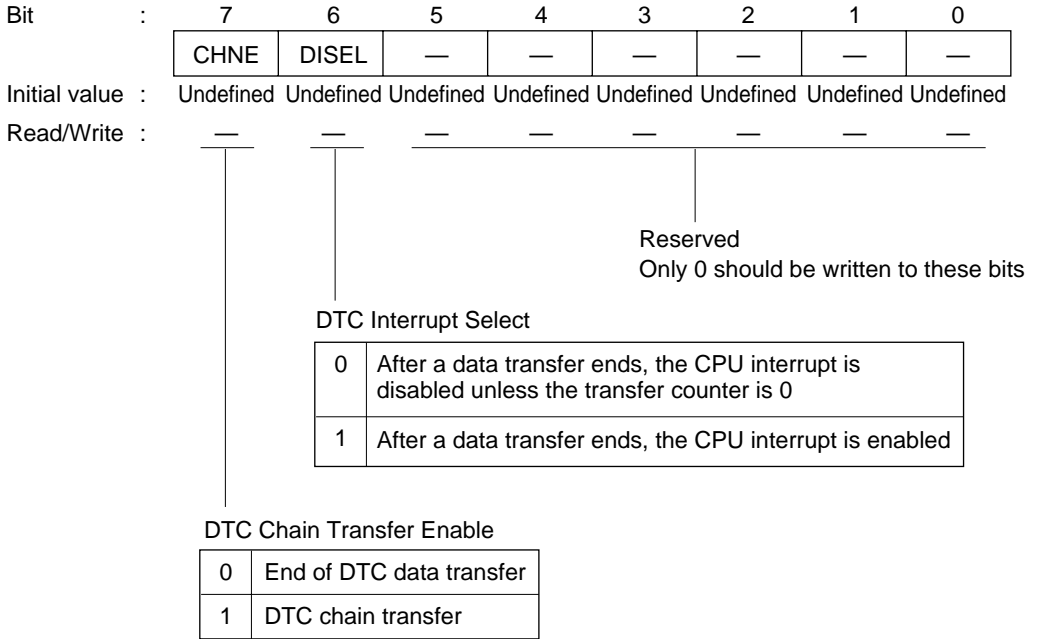 Bit : 7 6 5 4 3 2 1 0
CHNE DISEL — — — — — —
Initial value : Undefined Undefined Undefined Undefined Undefined Undefined Undefined Undefined
Read/Write : — — — — — — — —
Reserved
Only 0 should be written to these bits
DTC Interrupt Select
0 After a data transfer ends, the CPU interrupt is
disabled unless the transfer counter is 0
1 After a data transfer ends, the CPU interrupt is enabled
DTC Chain Transfer Enable
0 End of DTC data transfer
1 DTC chain transfer